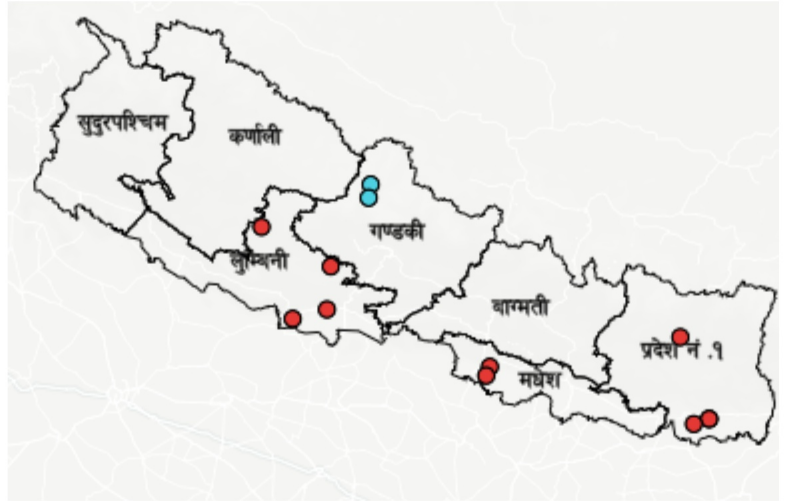 सुदुरपश्चिम
कर्णाली
गण्डकी
लुम्बिनी
बाग्मती
प्रदेश नं .१
मधेश